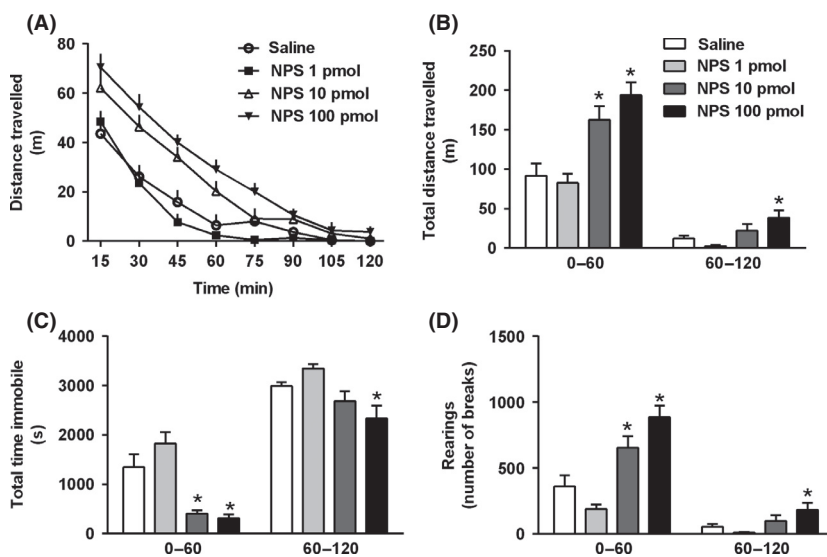 (A)
80
60
40
20
0
Distance travelled
(m)
Saline
NPS 1 pmol
NPS 10 pmol
NPS 100 pmol
15 30 45 60 75 90 105 120
Time (min)
(B)
250
200
150
100
50
0
Total distance travelled
(m)
Saline
NPS 1 pmol
NPS 10 pmol
NPS 100 pmol
* *
*
0–60 60–120
(C)
4000
3000
2000
1000
0
Total time immobile
(s)
* *
*
0–60 60–120
(D)
1500
1000
500
0
Rearings
(number of breaks)
* *
*
0–60 60–120